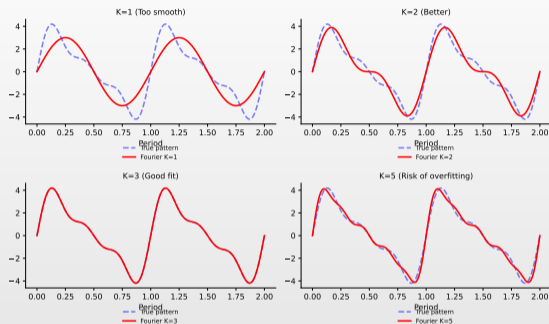 K=1 (Too smooth)
4
2
0
−2
−4
0.00 0.25 0.50 0.75 1.00 1.25 1.50 1.75 2.00
Period
True pattern
Fourier K=1
K=2 (Better)
4
2
0
−2
−4
0.00 0.25 0.50 0.75 1.00 1.25 1.50 1.75 2.00
Period
True pattern
Fourier K=2
K=3 (Good fit)
4
2
0
−2
−4
0.00 0.25 0.50 0.75 1.00 1.25 1.50 1.75 2.00
Period
True pattern
Fourier K=3
K=5 (Risk of overfitting)
4
2
0
−2
−4
0.00 0.25 0.50 0.75 1.00 1.25 1.50 1.75 2.00
Period
True pattern
Fourier K=5